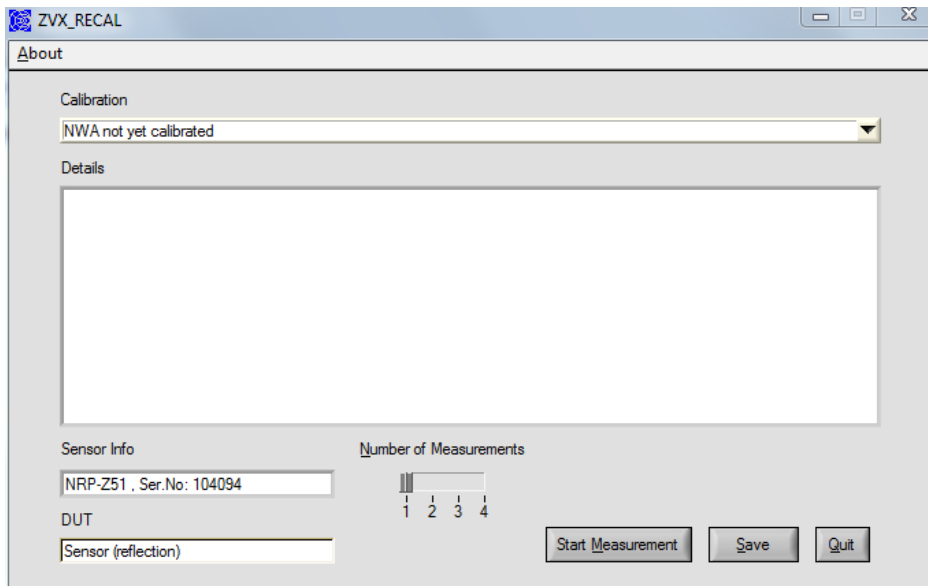 ZVX_RECAL
About
Calibration
NWA not yet calibrated
Details
Sensor Info
NRP-Z51 , Ser.No: 104094
Number of Measurements
1 2 3 4
DUT
Sensor (reflection)
Start Measurement
Save
Quit